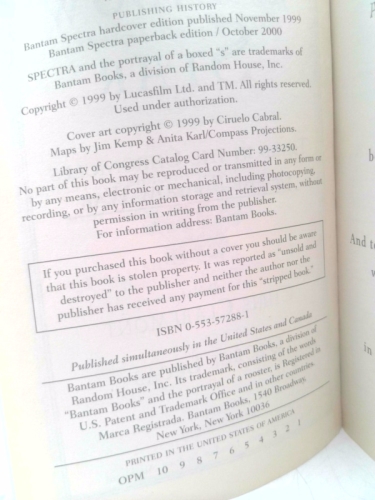 PUBLISHING HISTORY
Bantam Spectra hardcover edition published November 1999
Bantam Spectra paperback edition / October 2000
SPECTRA and the portrayal of a boxed "s" are trademarks of
Bantam Books, a division of Random House, Inc.
Copyright © 1999 by Lucasfilm Ltd. and TM. All rights reserved.
Used under authorization.
Cover art copyright © 1999 by Ciruelo Cabral.
Maps by Jim Kemp & Anita Karl/Compass Projections.
Library of Congress Catalog Card Number: 99-33250.
No part of this book may be reproduced or transmitted in any form or
by any means, electronic or mechanical, including photocopying,
recording, or by any information storage and retrieval system, without
permission in writing from the publisher.
For information address: Bantam Books.
If you purchased this book without a cover you should be aware
that this book is stolen property. It was reported as "unsold and
destroyed" to the publisher and neither the author nor the
publisher has received any payment for this "stripped book."
ISBN 0-553-57288-1
Published simultaneously in the United States and Canada
Bantam Books are published by Bantam Books, a division of
Random House, Inc. Its trademark, consisting of the words
"Bantam Books" and the portrayal of a rooster, is Registered in
U.S. Patent and Trademark Office and in other countries.
Marca Registrada. Bantam Books, 1540 Broadway,
New York, New York 10036
PRINTED IN THE UNITED STATES OF AMERICA
OPM 10 9 8 7 6 5 4 3 2 1
And
in